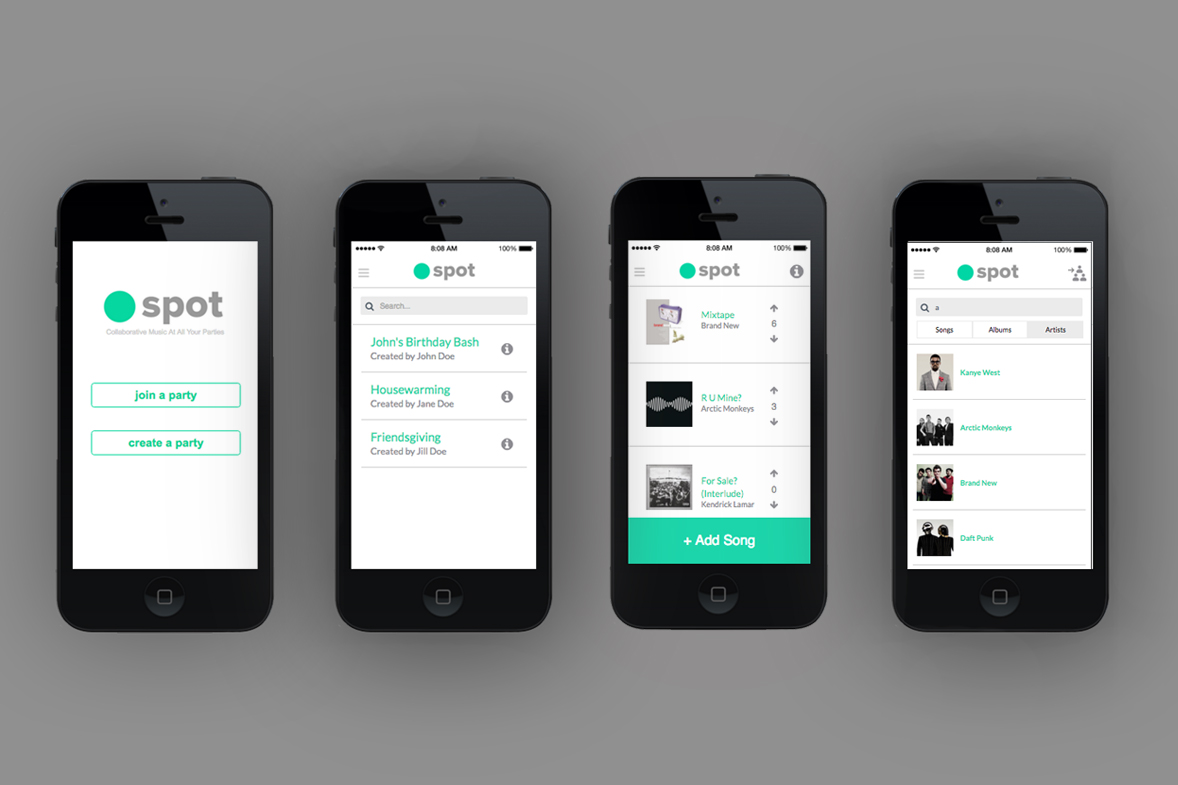 spot
Collaborative Music At All Your Parties
join a party
create a party
8:08 AM
100%
spot
Search...
John's Birthday Bash
Created by John Doe
Housewarming
Created by Jane Doe
Friendsgiving
Created by Jill Doe
8:08 AM
100%
spot
Mixtape
Brand New
6
R U Mine?
Arctic Monkeys
3
For Sale?
(Interlude)
Kendrick Lamar
0
+ Add Song
8:08 AM
100%
spot
a
Songs
Albums
Artists
Kanye West
Arctic Monkeys
Brand New
Daft Punk